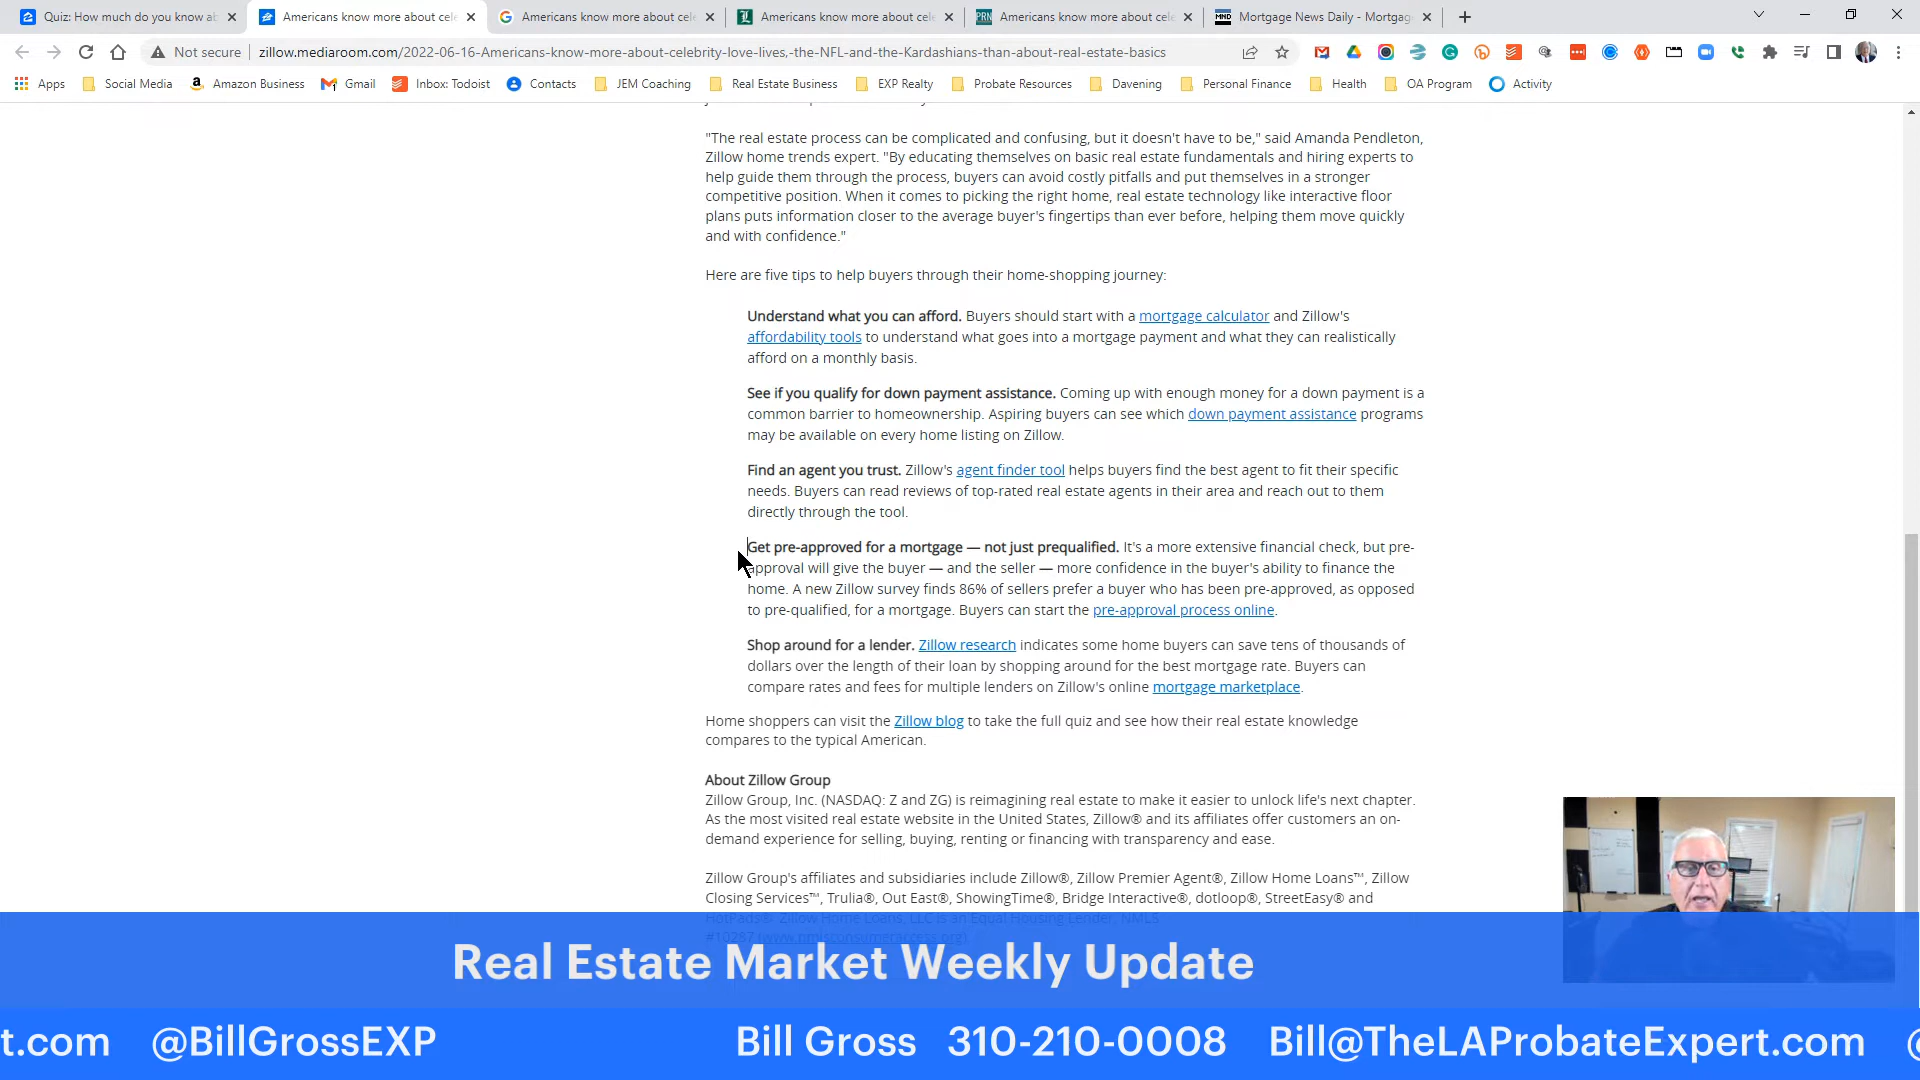 Quiz: How much do you know ab
Americans know more about cele
Americans know more about cele
Americans know more about cele
PRN Americans know more about cele
MND Mortgage News Daily - Mortgag
Not secure zillow.mediaroom.com/2022-06-16-Americans-know-more-about-celebrity-love-lives,-the-NFL-and-the-Kardashians-than-about-real-estate-basics
Apps Social Media Amazon Business Gmail Inbox: Todoist Contacts JEM Coaching Real Estate Business EXP Realty Probate Resources Davening Personal Finance Health OA Program Activity
"The real estate process can be complicated and confusing, but it doesn't have to be," said Amanda Pendleton,
Zillow home trends expert. "By educating themselves on basic real estate fundamentals and hiring experts to
help guide them through the process, buyers can avoid costly pitfalls and put themselves in a stronger
competitive position. When it comes to picking the right home, real estate technology like interactive floor
plans puts information closer to the average buyer's fingertips than ever before, helping them move quickly
and with confidence."
Here are five tips to help buyers through their home-shopping journey:
Understand what you can afford. Buyers should start with a mortgage calculator and Zillow's
affordability tools to understand what goes into a mortgage payment and what they can realistically
afford on a monthly basis.
See if you qualify for down payment assistance. Coming up with enough money for a down payment is a
common barrier to homeownership. Aspiring buyers can see which down payment assistance programs
may be available on every home listing on Zillow.
Find an agent you trust. Zillow's agent finder tool helps buyers find the best agent to fit their specific
needs. Buyers can read reviews of top-rated real estate agents in their area and reach out to them
directly through the tool.
Get pre-approved for a mortgage — not just prequalified. It's a more extensive financial check, but pre-
approval will give the buyer — and the seller — more confidence in the buyer's ability to finance the
home. A new Zillow survey finds 86% of sellers prefer a buyer who has been pre-approved, as opposed
to pre-qualified, for a mortgage. Buyers can start the pre-approval process online.
Shop around for a lender. Zillow research indicates some home buyers can save tens of thousands of
dollars over the length of their loan by shopping around for the best mortgage rate. Buyers can
compare rates and fees for multiple lenders on Zillow's online mortgage marketplace.
Home shoppers can visit the Zillow blog to take the full quiz and see how their real estate knowledge
compares to the typical American.
About Zillow Group
Zillow Group, Inc. (NASDAQ: Z and ZG) is reimagining real estate to make it easier to unlock life's next chapter.
As the most visited real estate website in the United States, Zillow® and its affiliates offer customers an on-
demand experience for selling, buying, renting or financing with transparency and ease.
Zillow Group's affiliates and subsidiaries include Zillow®, Zillow Premier Agent®, Zillow Home Loans™, Zillow
Closing Services™, Trulia®, Out East®, ShowingTime®, Bridge Interactive®, dotloop®, StreetEasy® and
HotPads®. Zillow Home Loans, LLC is an Equal Housing Lender, NMLS
#10287 (www.nmlsconsumeraccess.org).
Real Estate Market Weekly Update
t.com @BillGrossEXP Bill Gross 310-210-0008 Bill@TheLAProbateExpert.com @